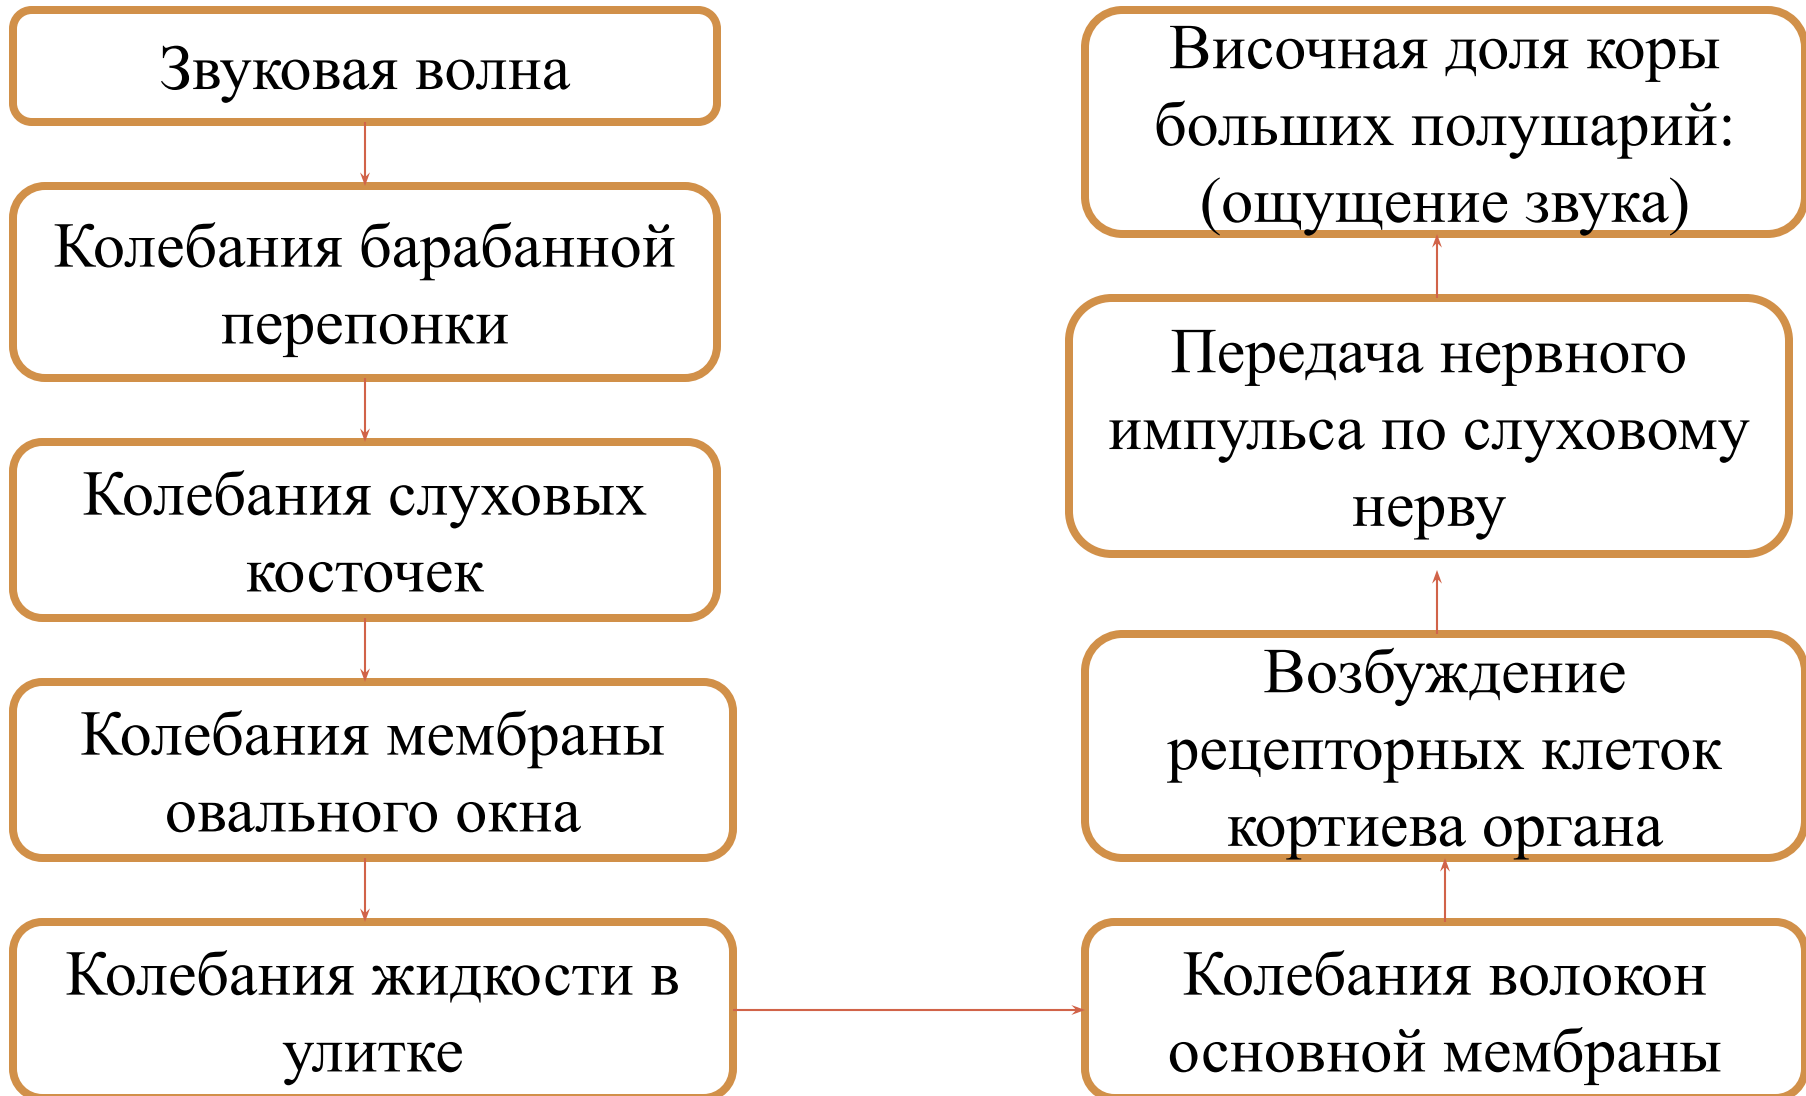 Звуковая волна
Колебания барабанной
перепонки
Колебания слуховых
косточек
Колебания мембраны
овального окна
Колебания жидкости в
улитке
Колебания волокон
основной мембраны
Возбуждение
рецепторных клеток
кортиева органа
Передача нервного
импульса по слуховому
нерву
Височная доля коры
больших полушарий:
(ощущение звука)